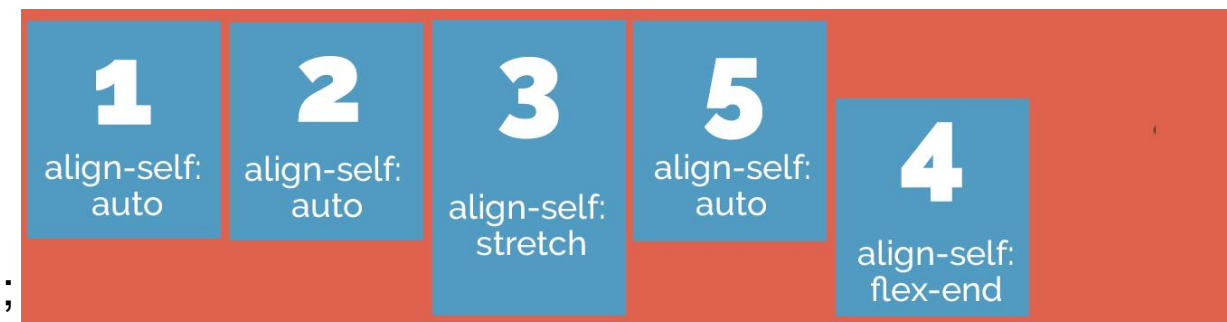 1
align-self:
auto
2
align-self:
auto
3
align-self:
stretch
5
align-self:
auto
4
align-self:
flex-end
;